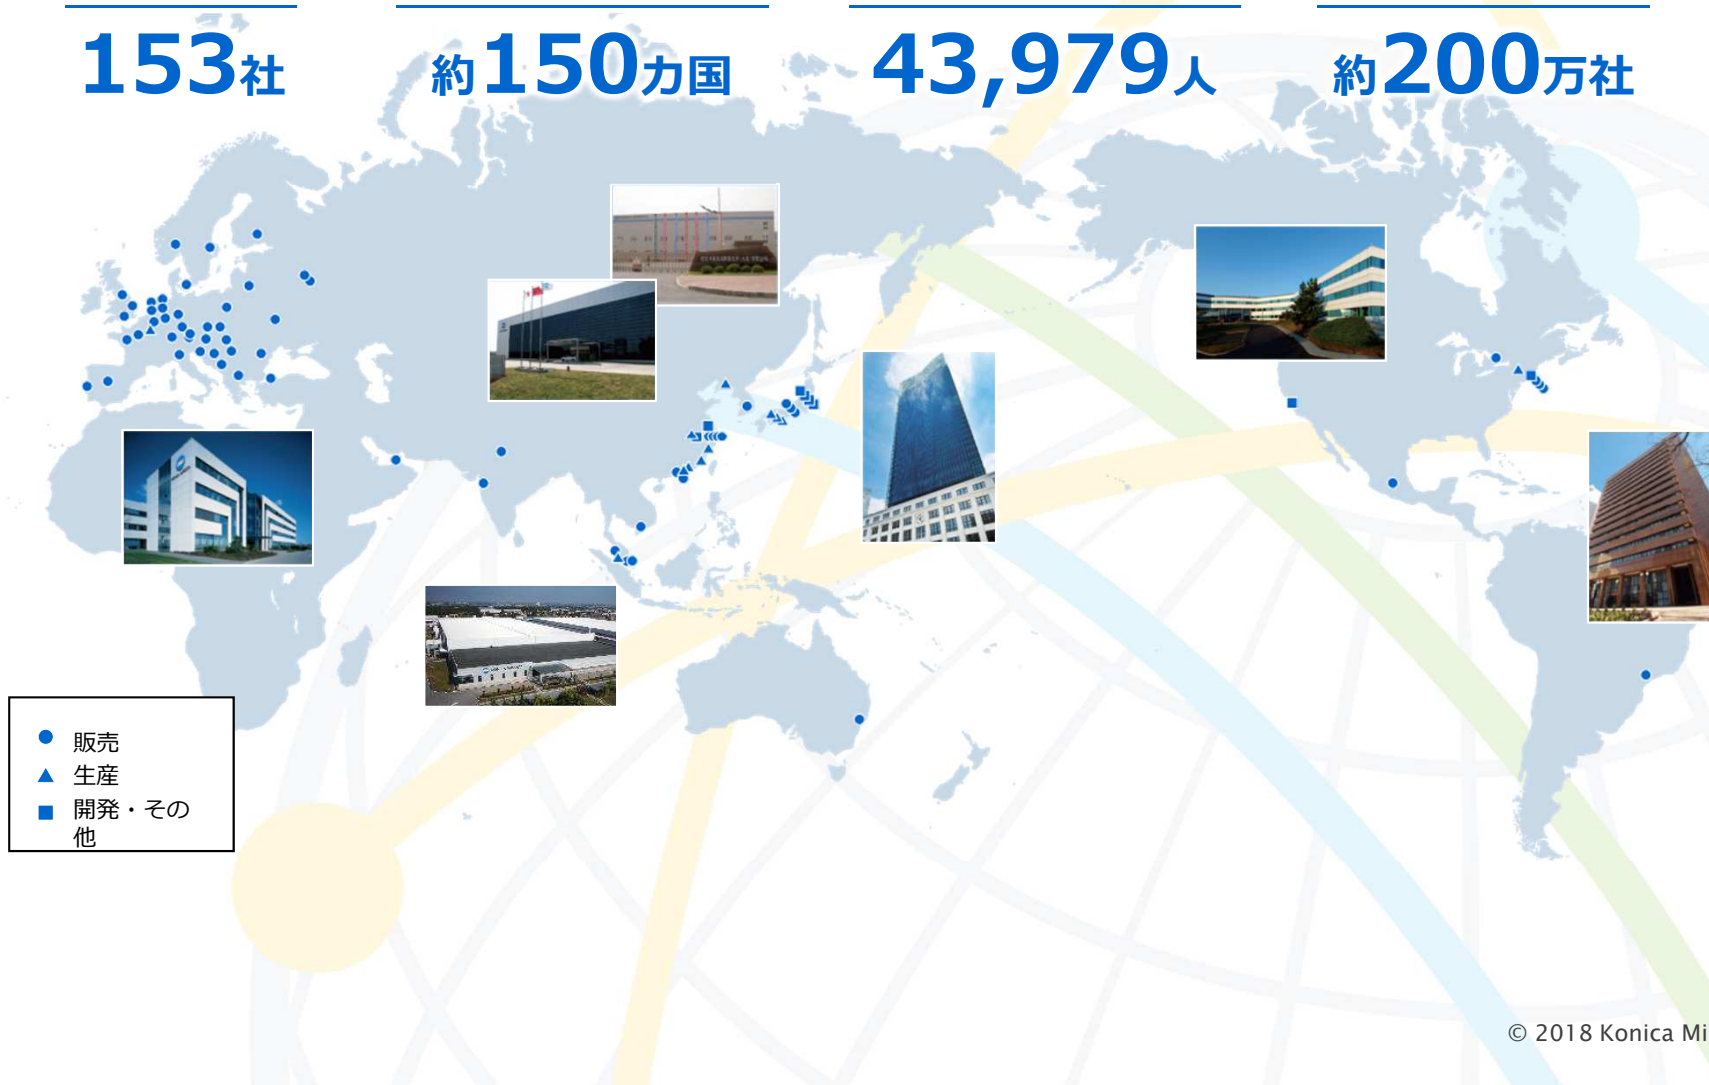 153社
約150カ国
43,979人
約200万社
販売
生産
開発・その
他
© 2018 Konica Mi